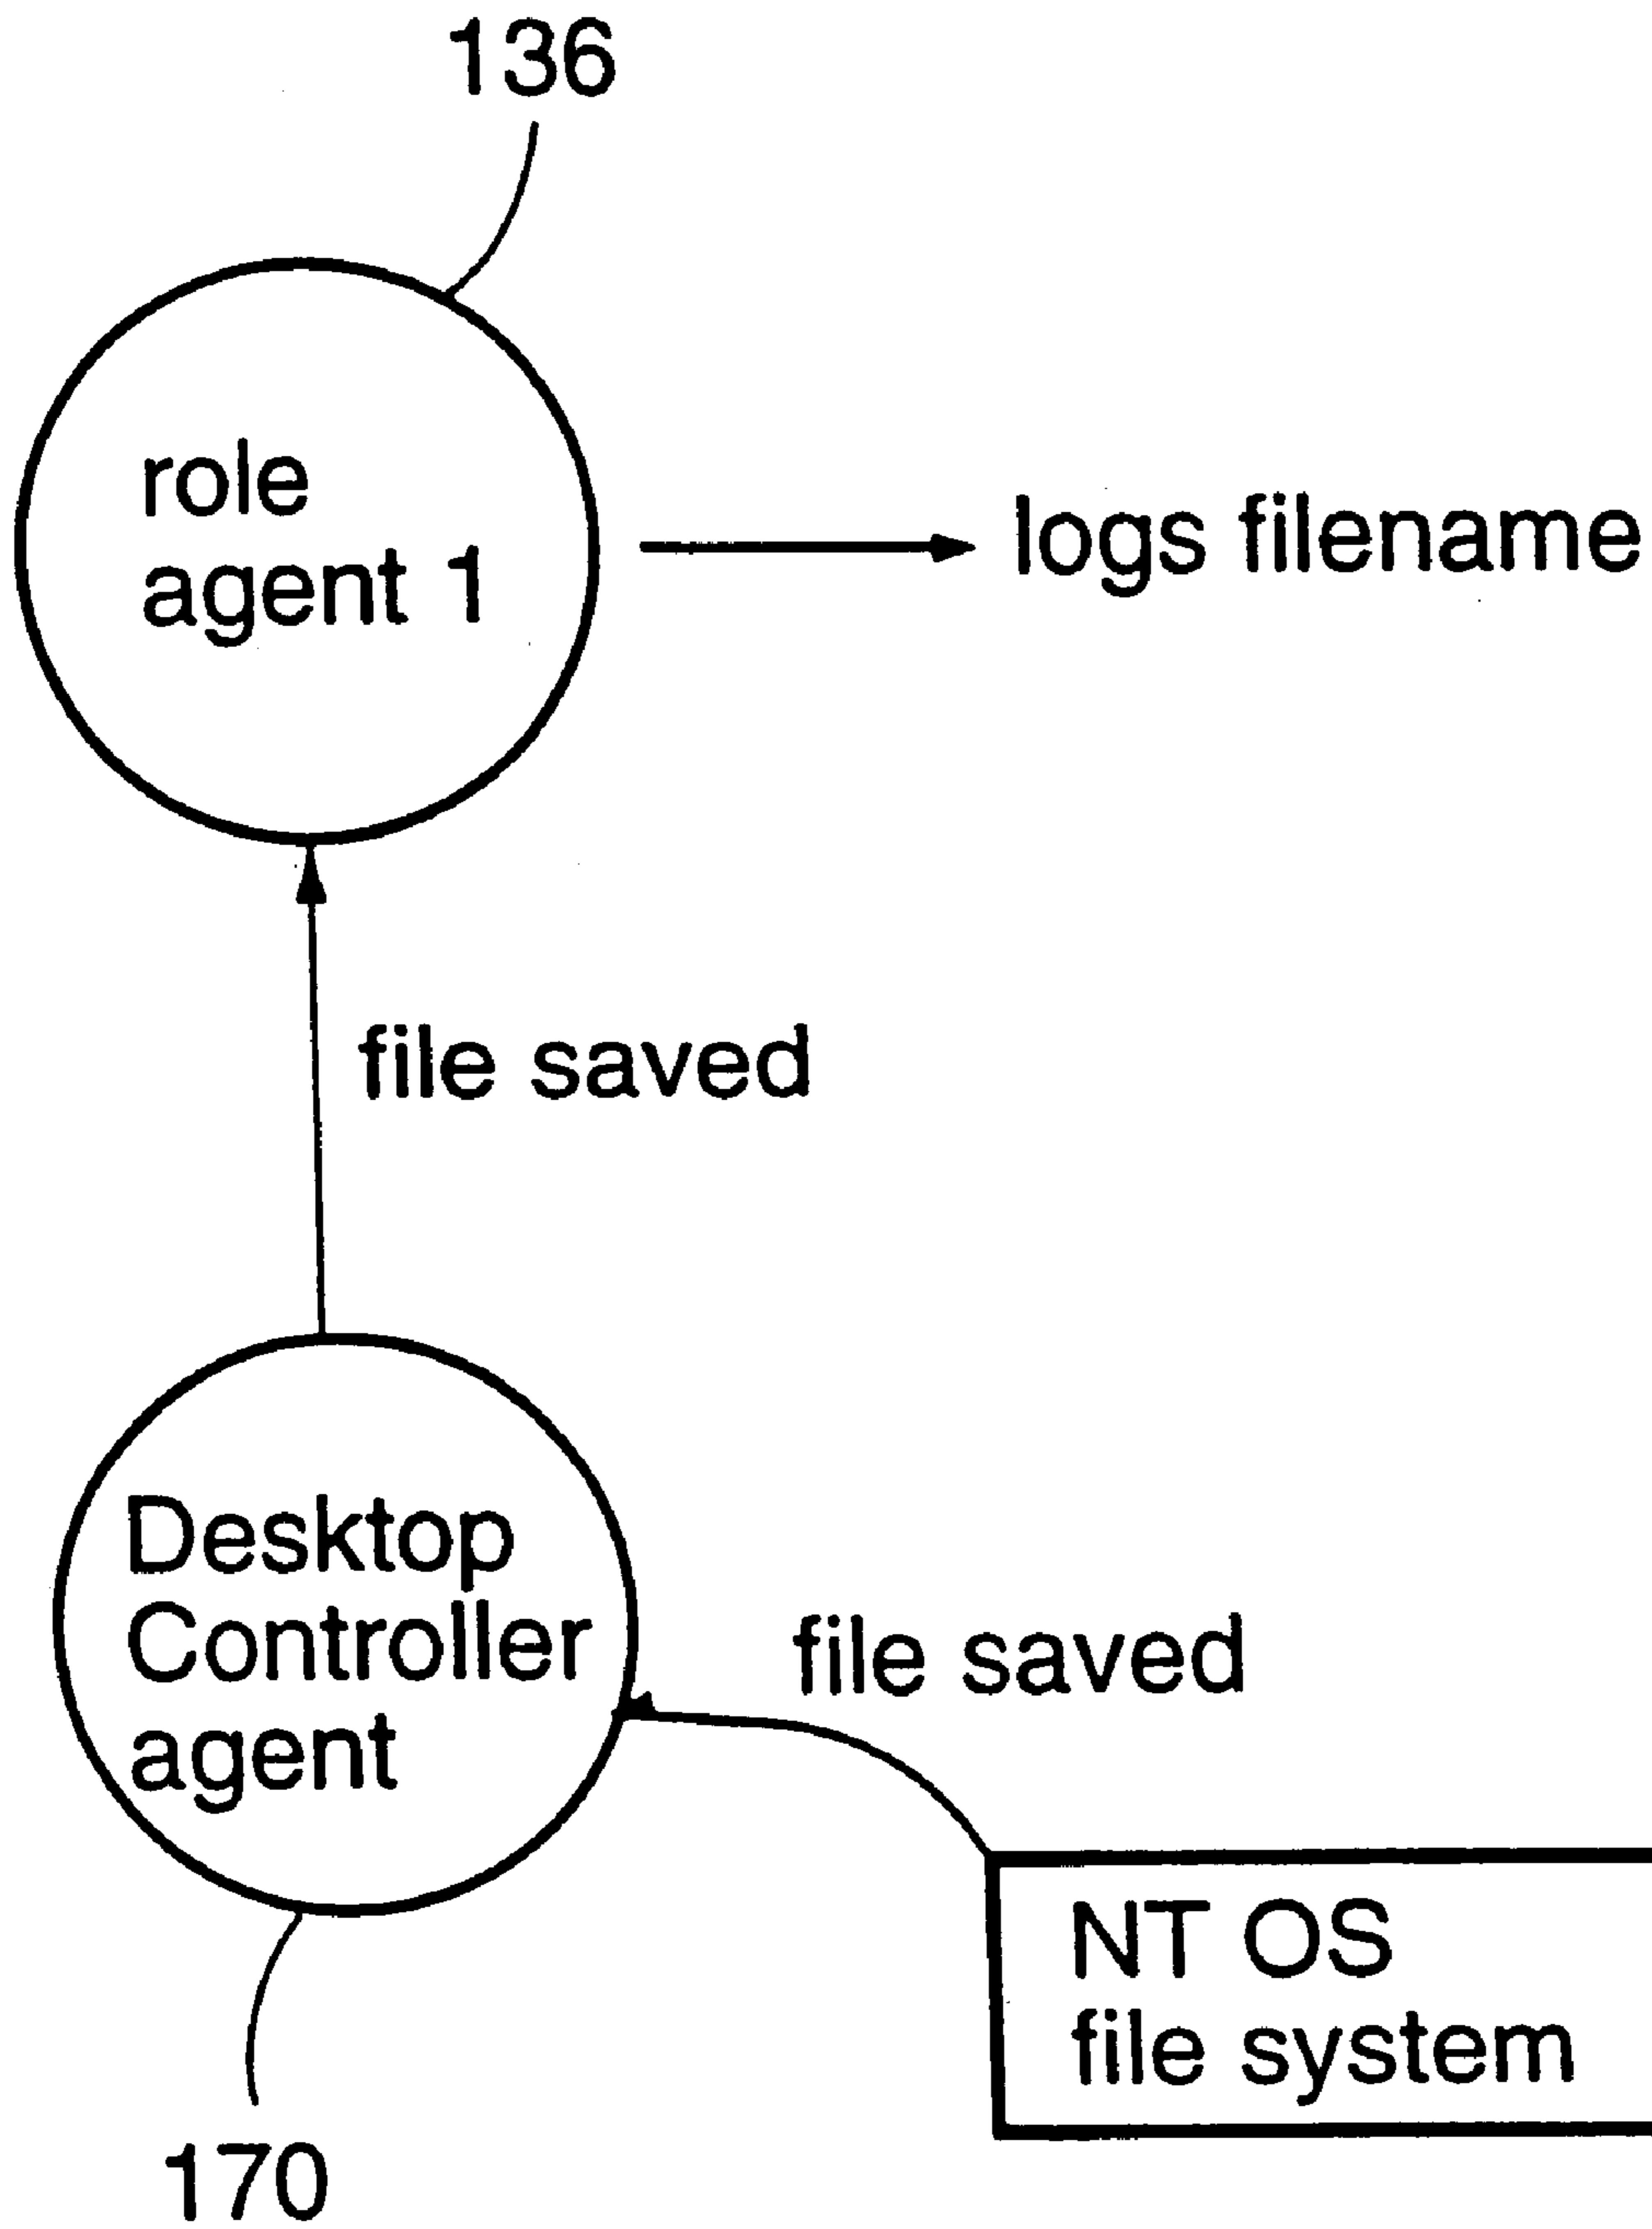 136
role
agent 1
logs filename
file saved
Desktop
Controller
agent
file saved
NT OS
file system
170